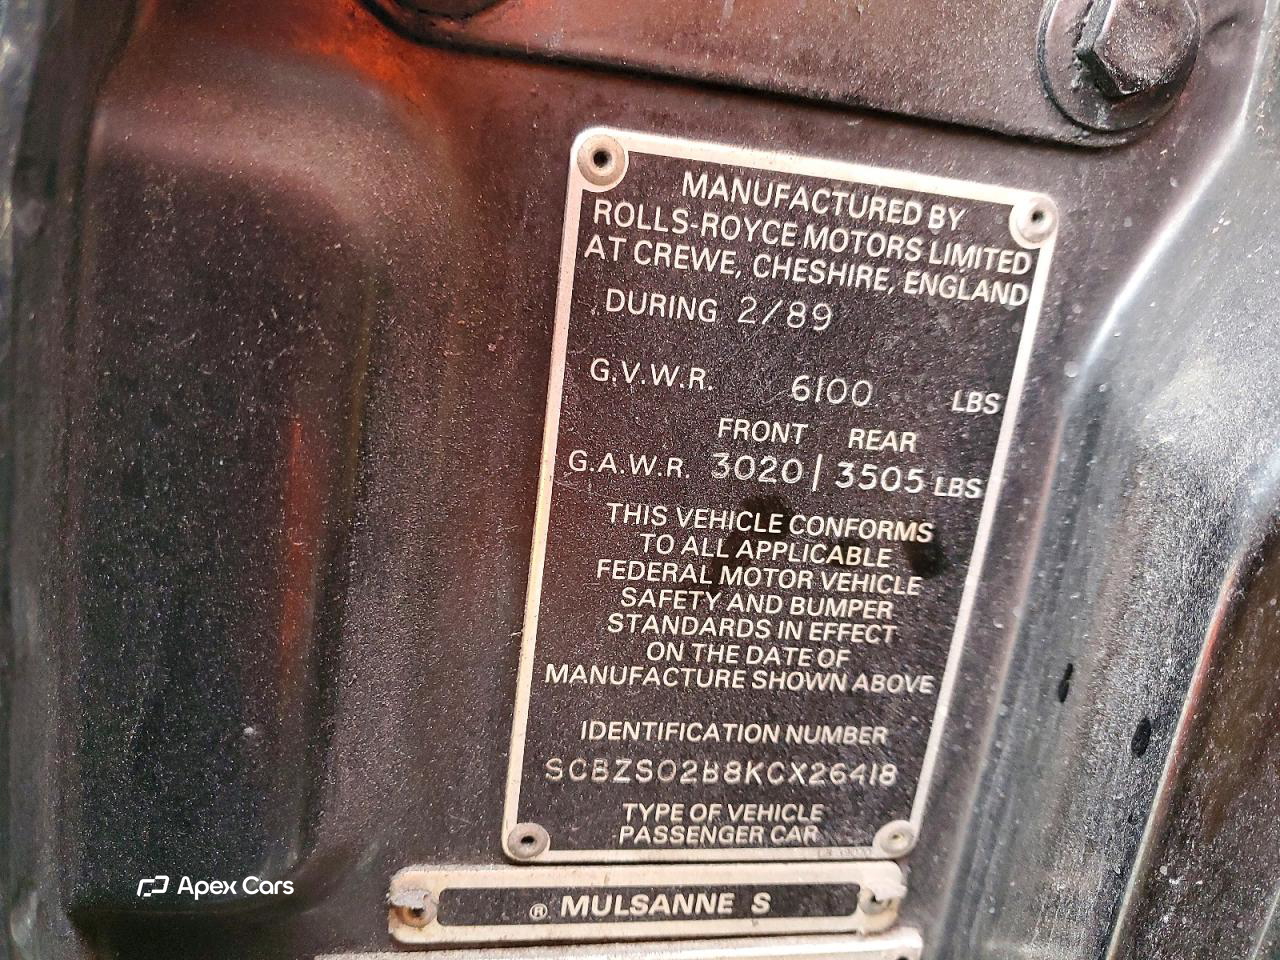 MANUFACTURED BY
ROLLS-ROYCE MOTORS LIMITED
AT CREWE, CHESHIRE, ENGLAND
DURING 2/89
G.V.W.R. 6100 LBS
FRONT REAR
G.A.W.R. 3020 | 3505 LBS
THIS VEHICLE CONFORMS
TO ALL APPLICABLE
FEDERAL MOTOR VEHICLE
SAFETY AND BUMPER
STANDARDS IN EFFECT
ON THE DATE OF
MANUFACTURE SHOWN ABOVE
IDENTIFICATION NUMBER
SCBZS02B8KCX26418
TYPE OF VEHICLE
PASSENGER CAR
® MULSANNE S
Apex Cars